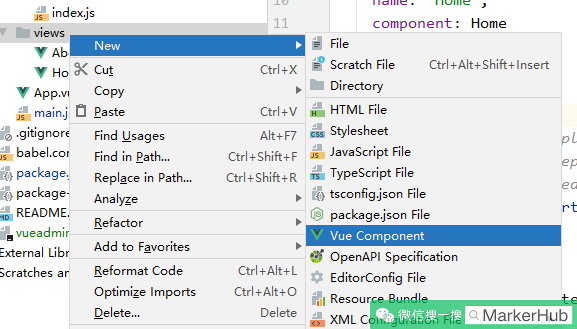 index.js
views
Ab
Ho
App.vu
main.j
.gitignore
babel.con
package.
package-
README.
vueadmin
External Libr
Scratches an
name: 'Home',
10
11
component: Home
New
Cut Ctrl+X
Copy
Paste Ctrl+V
Find Usages Alt+F7
Find in Path... Ctrl+Shift+F
Replace in Path... Ctrl+Shift+R
Analyze
Refactor
Add to Favorites
Reformat Code Ctrl+Alt+L
Optimize Imports Ctrl+Alt+O
Delete... Delete
File
Scratch File Ctrl+Alt+Shift+Insert
Directory
HTML File
Stylesheet
JavaScript File
TypeScript File
tsconfig.json File
package.json File
Vue Component
OpenAPI Specification
EditorConfig File
Resource Bundle
XML Configuration File
微信搜一搜
MarkerHub